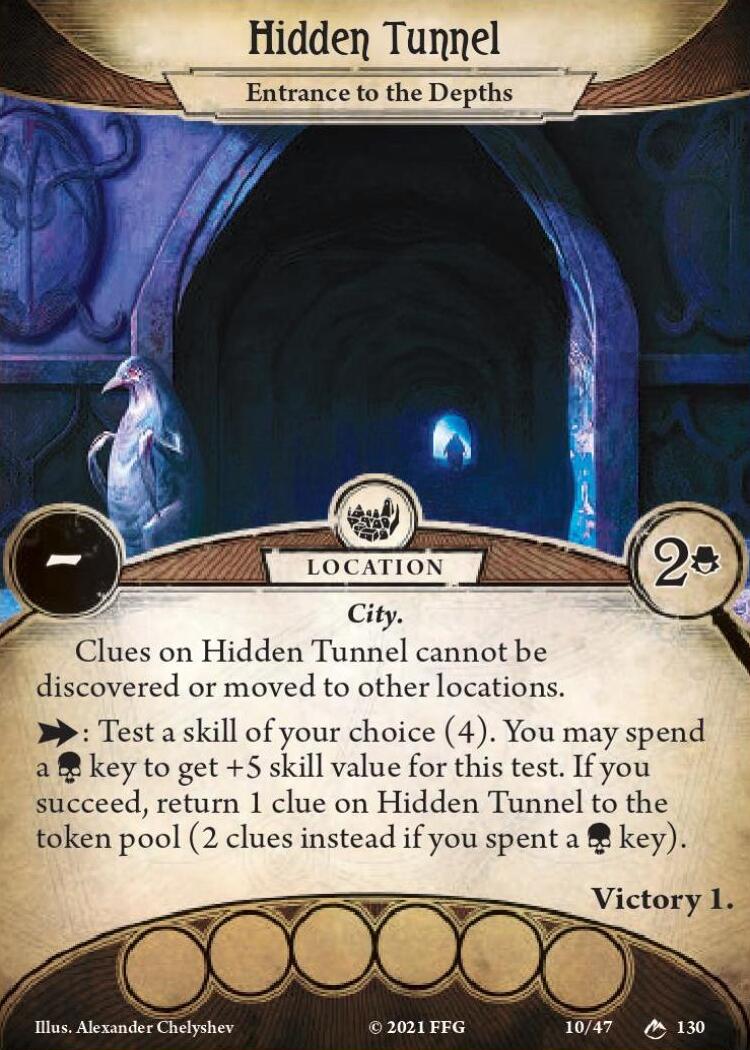 Hidden Tunnel
Entrance to the Depths
-
2
LOCATION
City.
Clues on Hidden Tunnel cannot be
discovered or moved to other locations.
: Test a skill of your choice (4). You may spend
a key to get +5 skill value for this test. If you
succeed, return 1 clue on Hidden Tunnel to the
token pool (2 clues instead if you spent a key).
Victory 1.
Illus. Alexander Chelyshev © 2021 FFG 10/47 130